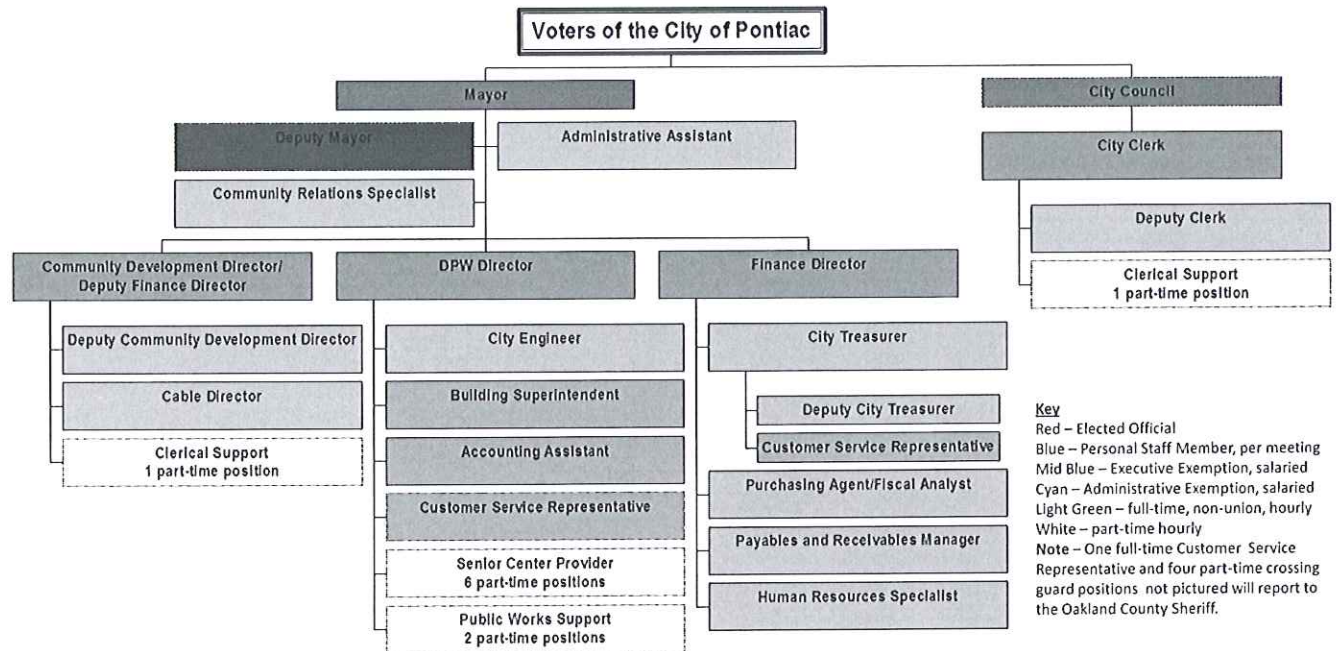 Voters of the City of Pontiac
Mayor
City Council
Deputy Mayor
Administrative Assistant
City Clerk
Community Relations Specialist
Deputy Clerk
Community Development Director/
Deputy Finance Director
DPW Director
Finance Director
Clerical Support
1 part-time position
Deputy Community Development Director
Cable Director
Clerical Support
1 part-time position
City Engineer
Building Superintendent
Accounting Assistant
Customer Service Representative
Senior Center Provider
6 part-time positions
Public Works Support
2 part-time positions
City Treasurer
Deputy City Treasurer
Customer Service Representative
Purchasing Agent/Fiscal Analyst
Payables and Receivables Manager
Human Resources Specialist
Key
Red – Elected Official
Blue – Personal Staff Member, per meeting
Mid Blue – Executive Exemption, salaried
Cyan – Administrative Exemption, salaried
Light Green – full-time, non-union, hourly
White – part-time hourly
Note – One full-time Customer Service
Representative and four part-time crossing
guard positions not pictured will report to
the Oakland County Sheriff.